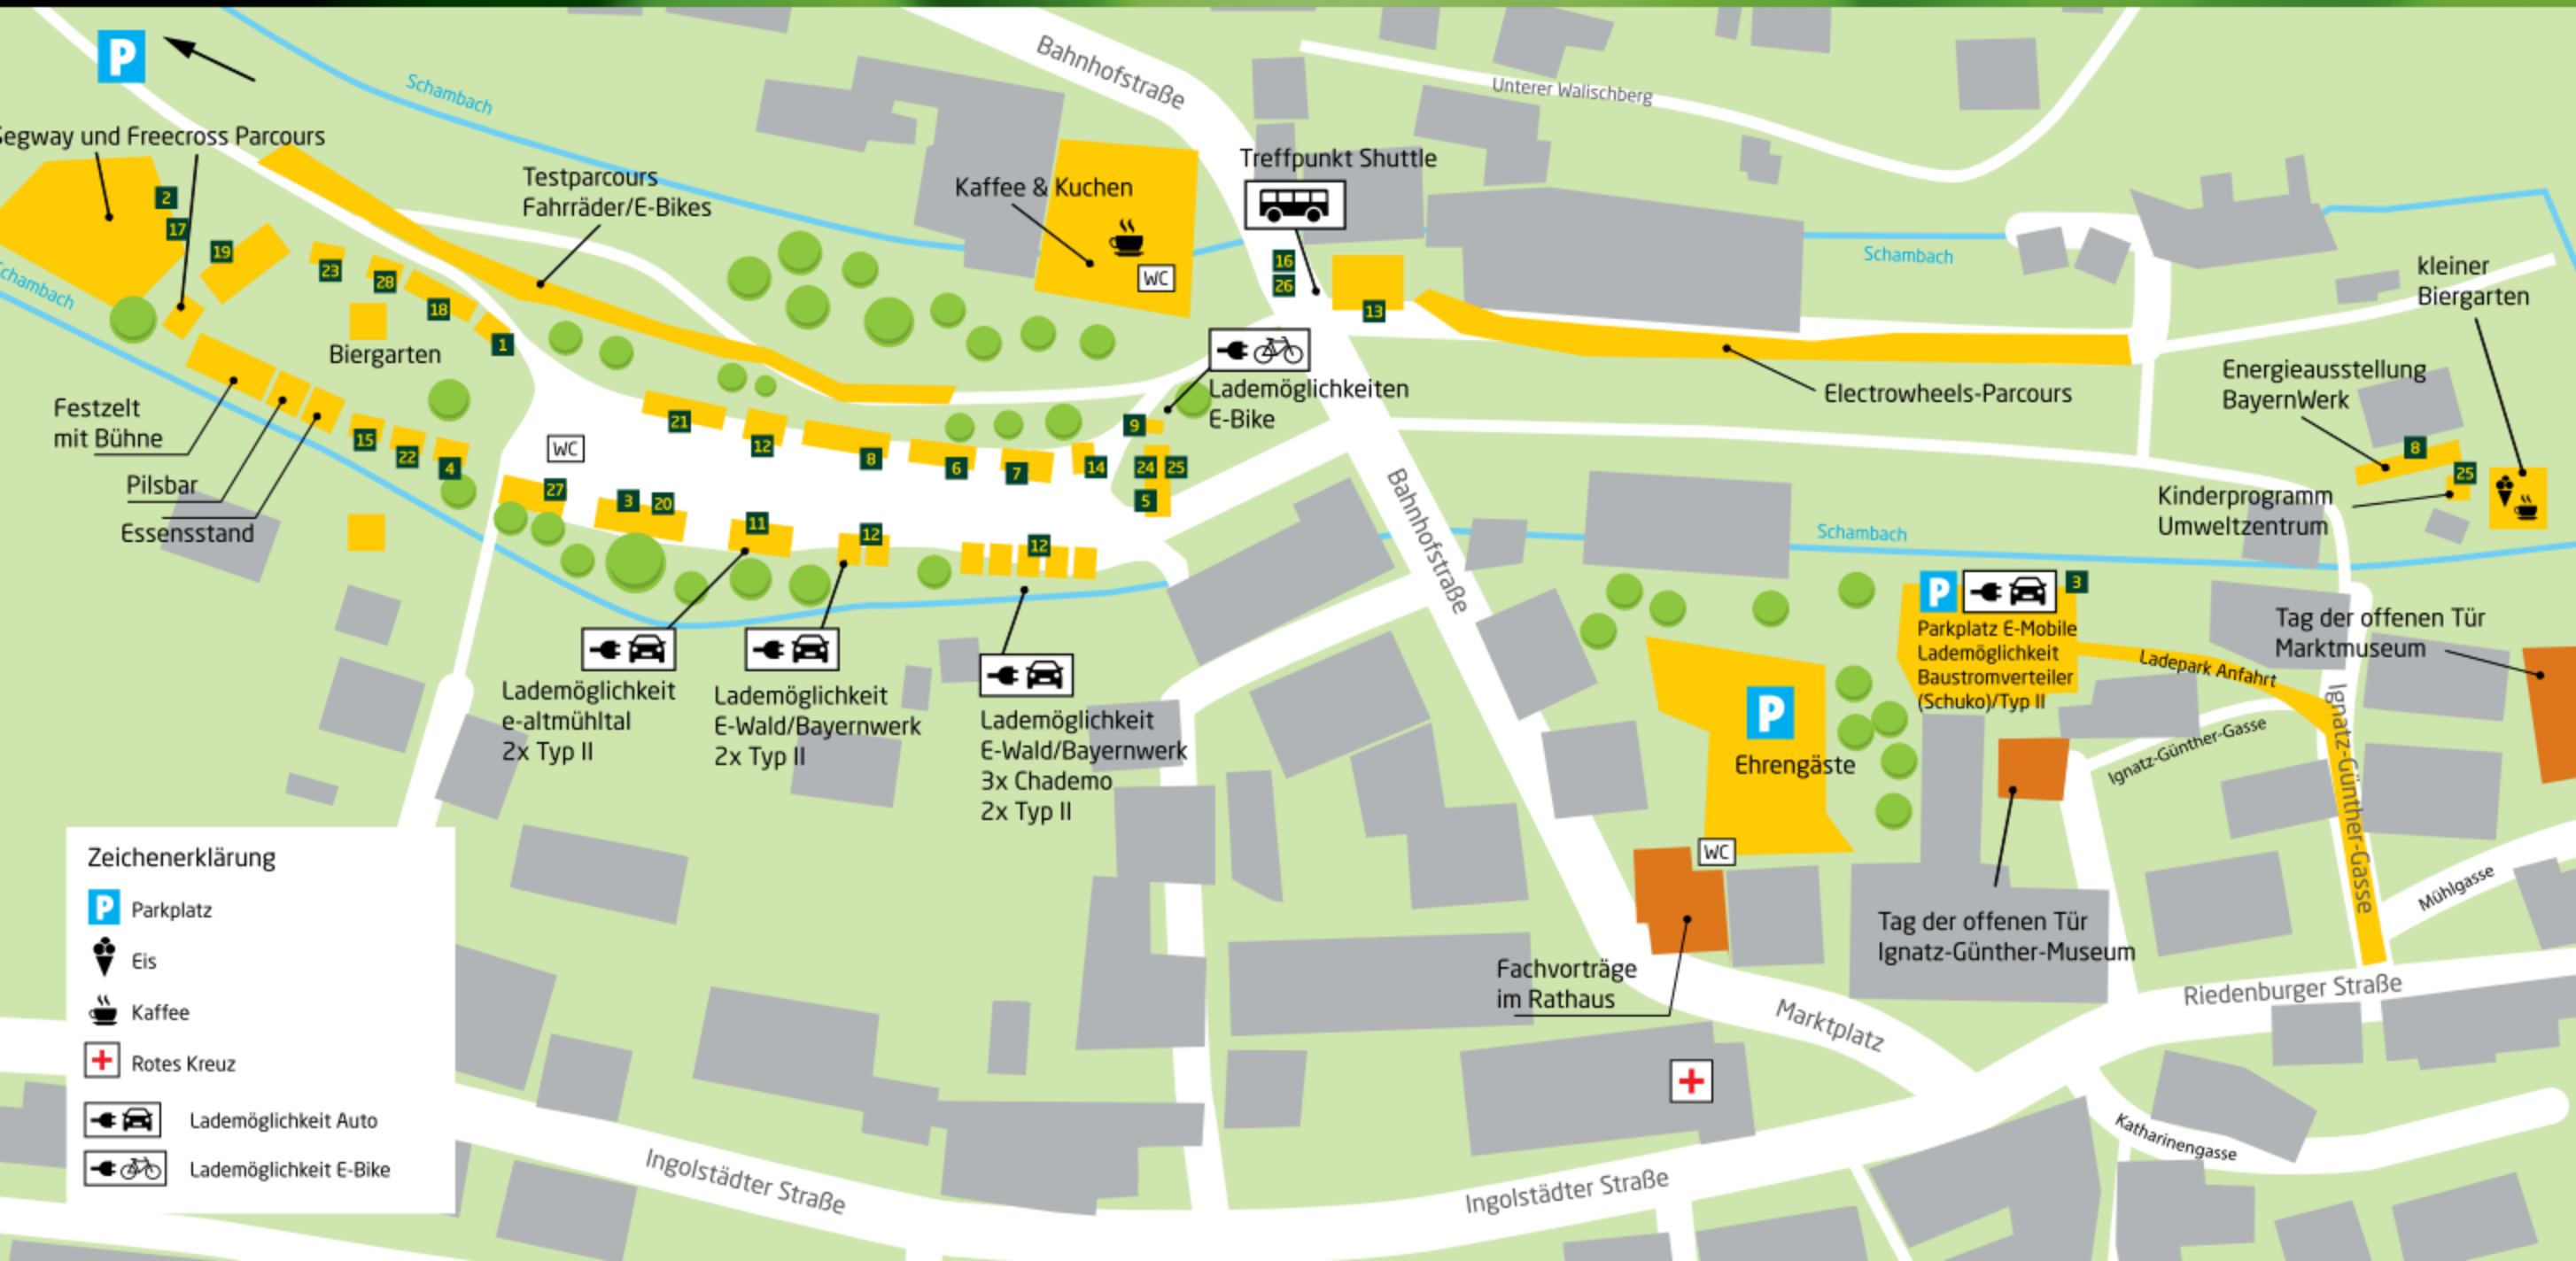 P
Schambach
Segway und Freecross Parcours
2
17
19
23
28
18
1
Schambach
Biergarten
Testparcours
Fahrräder/E-Bikes
Kaffee & Kuchen
WC
Bahnhofstraße
Unterer Walischberg
Treffpunkt Shuttle
16
26
13
Schambach
kleiner
Biergarten
Lademöglichkeiten
E-Bike
Electrowheels-Parcours
Energieausstellung
BayernWerk
8
25
Kinderprogramm
Umweltzentrum
Festzelt
mit Bühne
Pilsbar
Essensstand
15
22
4
WC
27
3
20
11
12
12
21
12
8
6
7
14
9
24
25
5
Bahnhofstraße
Schambach
Lademöglichkeit
e-altmühltal
2x Typ II
Lademöglichkeit
E-Wald/Bayernwerk
2x Typ II
Lademöglichkeit
E-Wald/Bayernwerk
3x Chademo
2x Typ II
P
3
Parkplatz E-Mobile
Lademöglichkeit
Baustromverteiler
(Schuko)/Typ II
Ladepark Anfahrt
Tag der offenen Tür
Marktmuseum
P
Ehrengäste
WC
Ignatz-Günther-Gasse
Ignatz-Günther-Gasse
Mühlgasse
Tag der offenen Tür
Ignatz-Günther-Museum
Fachvorträge
im Rathaus
Marktplatz
Riedenburger Straße
Katharinengasse
Ingolstädter Straße
Ingolstädter Straße
Zeichenerklärung
P Parkplatz
Eis
Kaffee
Rotes Kreuz
Lademöglichkeit Auto
Lademöglichkeit E-Bike